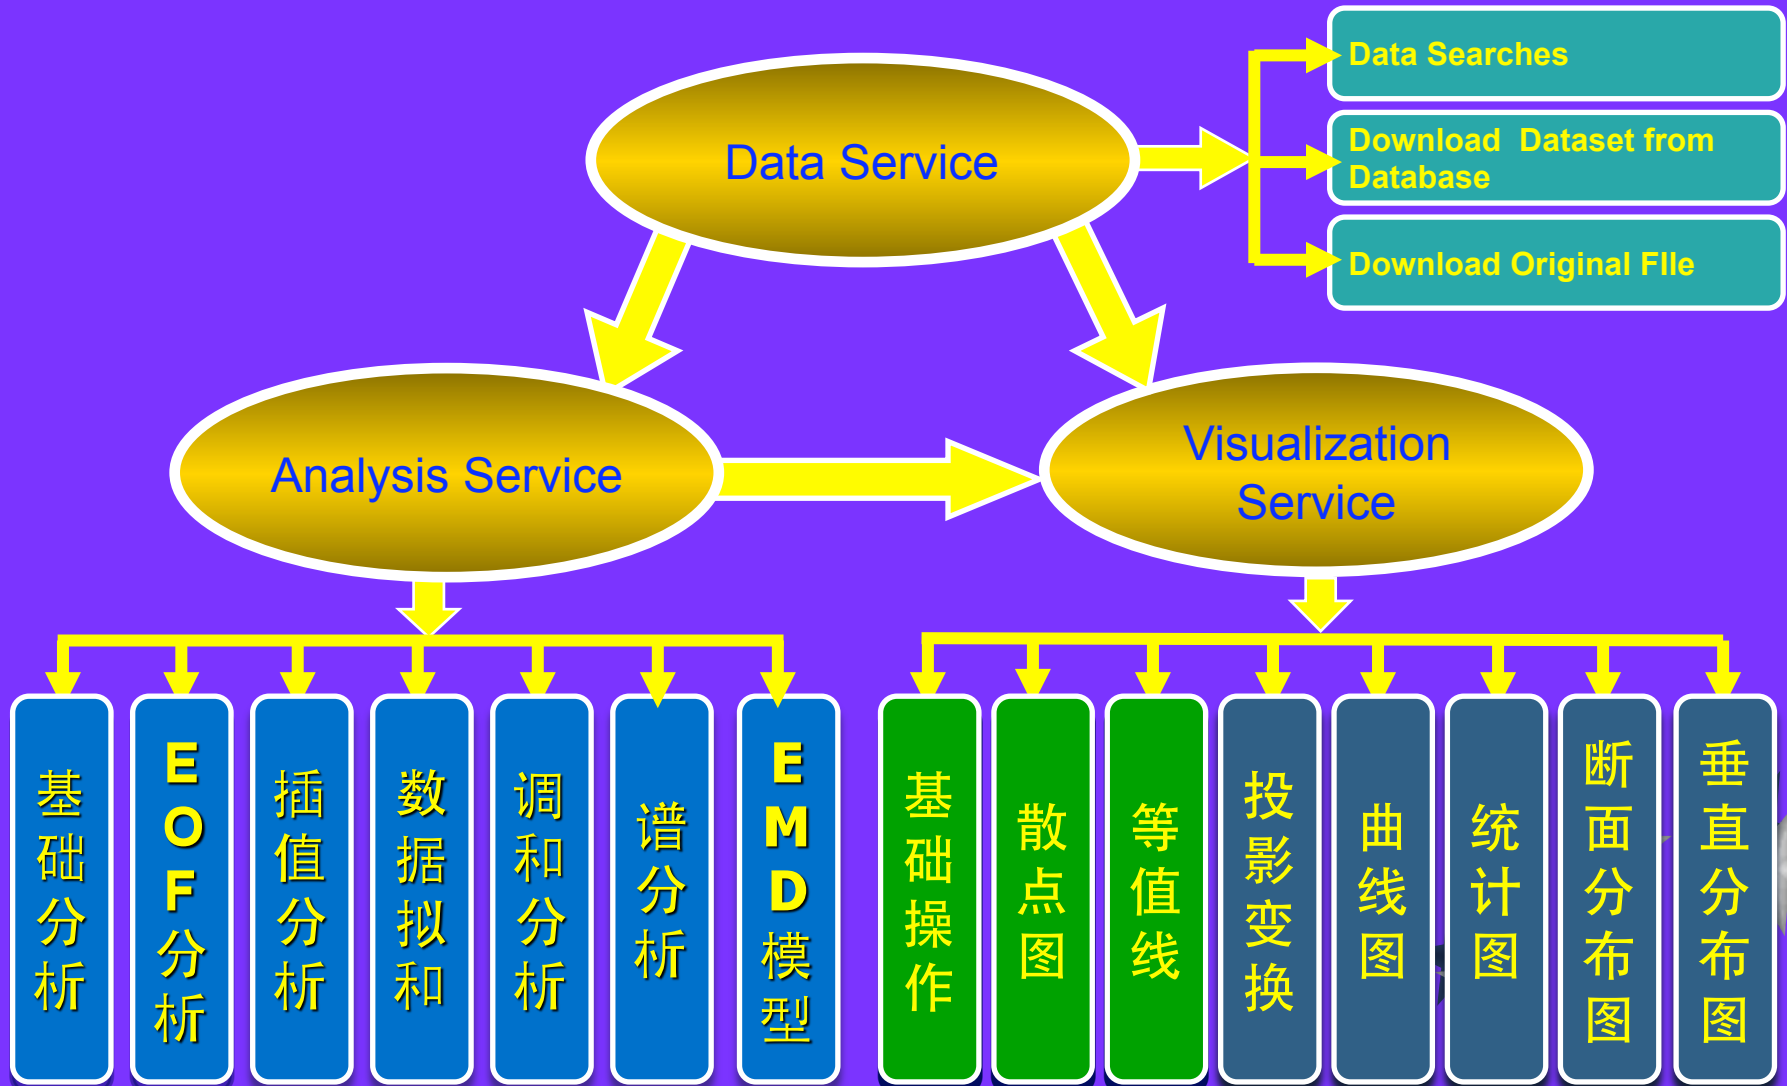 Data Searches
Data Service
Download  Dataset from
Database
Download Original FIle
Analysis Service
Visualization
Service
基础分析
EOF分析
插值分析
数据拟和
调和分析
谱分析
EMD模型
基础操作
散点图
等值线
投影变换
曲线图
统计图
断面分布图
垂直分布图